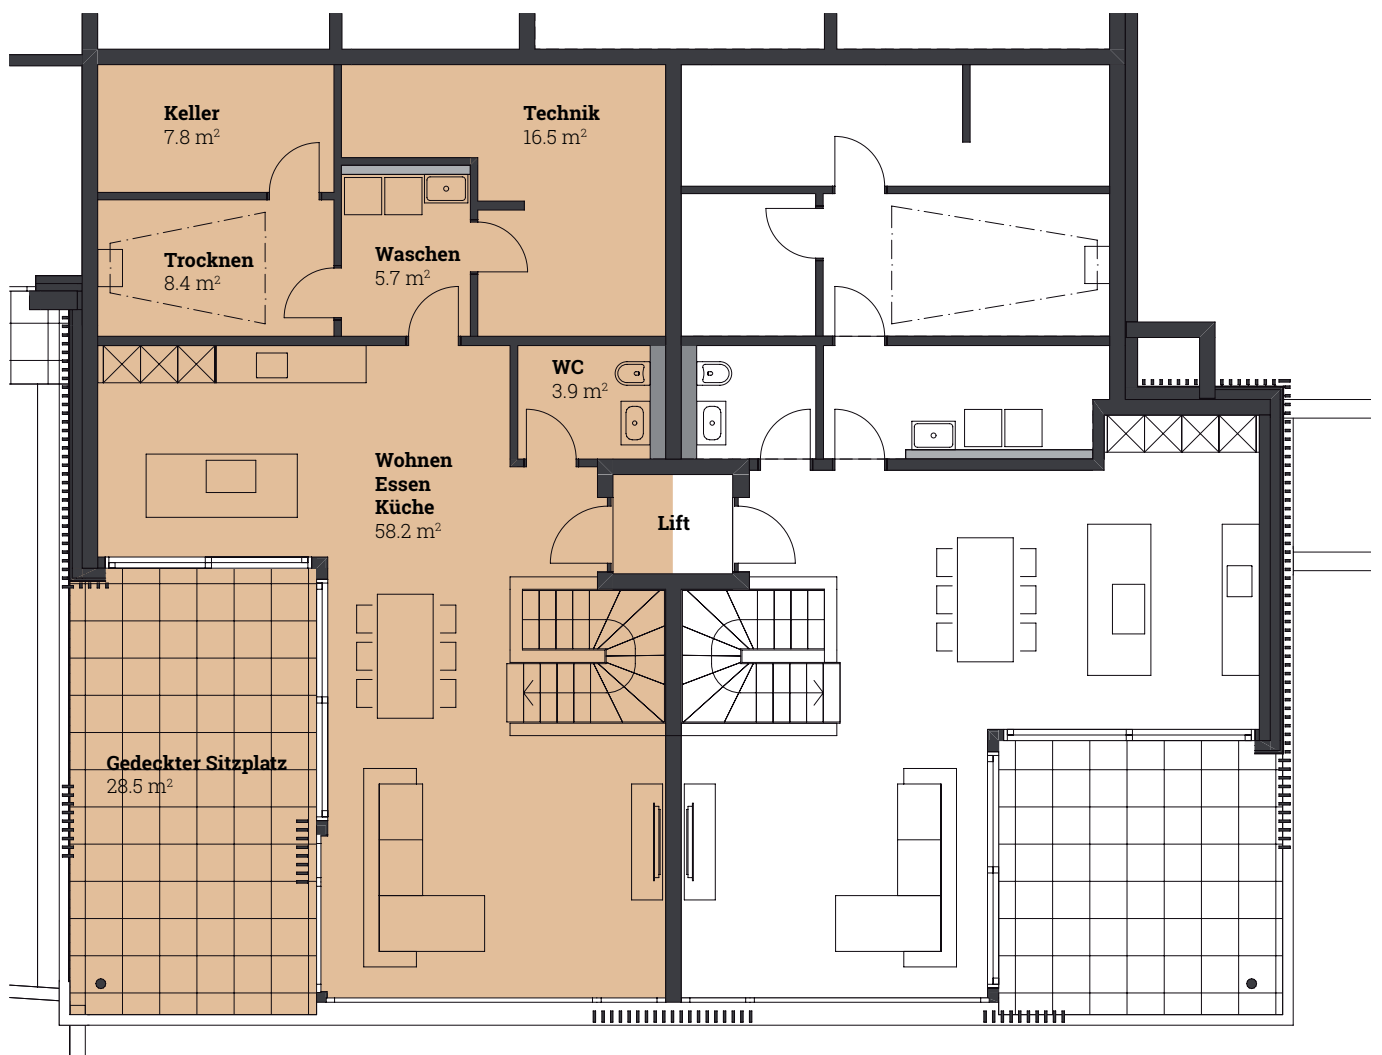 Keller
7.8 m²
Technik
16.5 m²
Trocknen
8.4 m²
Waschen
5.7 m²
WC
3.9 m²
Wohnen
Essen
Küche
58.2 m²
Lift
Gedeckter Sitzplatz
28.5 m²